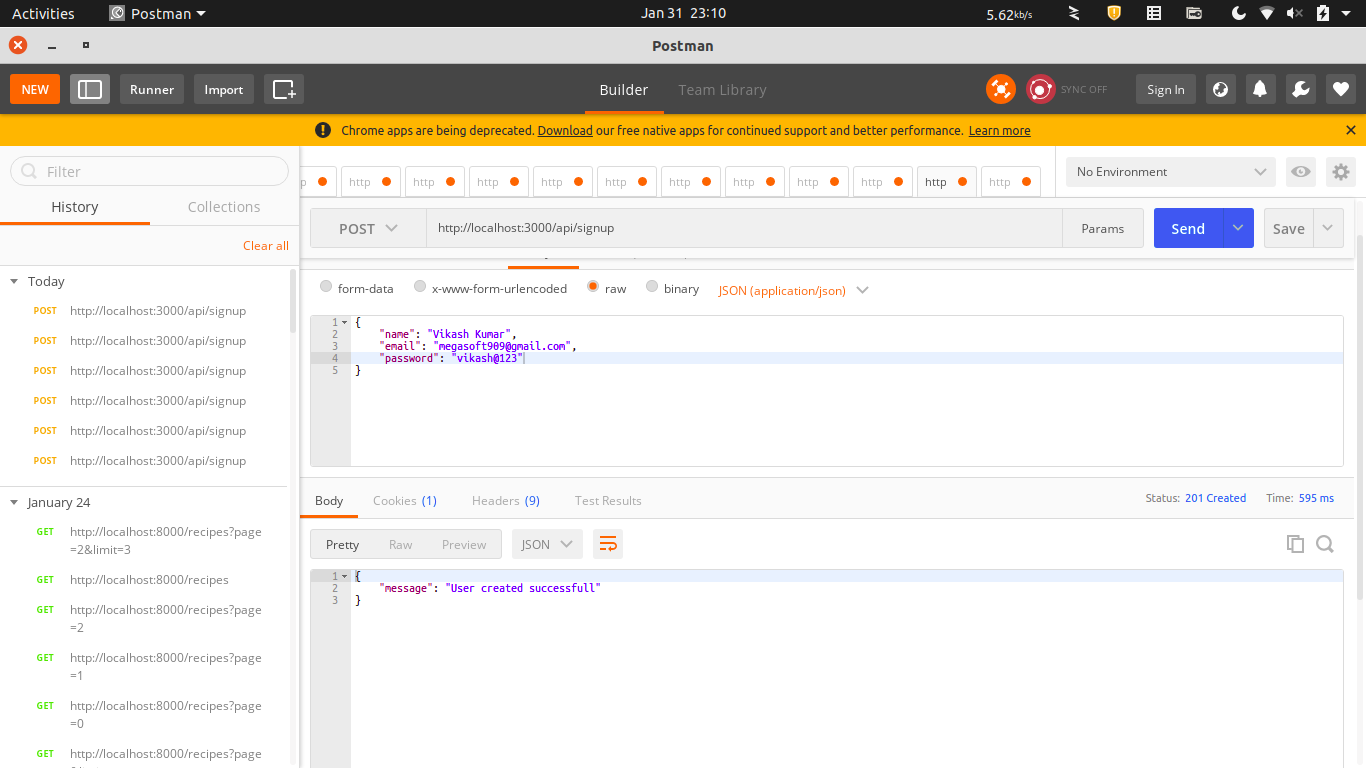 Activities Postman Jan 31 23:10 5.62kb/s
Postman
NEW Runner Import Builder Team Library SYNC OFF Sign In
Chrome apps are being deprecated. Download our free native apps for continued support and better performance. Learn more
Filter
http http http http http http http http http http http
No Environment
History Collections
Clear all
POST http://localhost:3000/api/signup Params Send Save
Today
POST http://localhost:3000/api/signup
POST http://localhost:3000/api/signup
POST http://localhost:3000/api/signup
POST http://localhost:3000/api/signup
POST http://localhost:3000/api/signup
POST http://localhost:3000/api/signup
January 24
GET http://localhost:8000/recipes?page
=2&limit=3
GET http://localhost:8000/recipes
GET http://localhost:8000/recipes?page
=2
GET http://localhost:8000/recipes?page
=1
GET http://localhost:8000/recipes?page
=0
GET http://localhost:8000/recipes?page
form-data x-www-form-urlencoded raw binary JSON (application/json)
1 {
2 "name": "Vikash Kumar",
3 "email": "megasoft909@gmail.com",
4 "password": "vikash@123"
5 }
Body Cookies (1) Headers (9) Test Results Status: 201 Created Time: 595 ms
Pretty Raw Preview JSON
1 {
2 "message": "User created successfull"
3 }